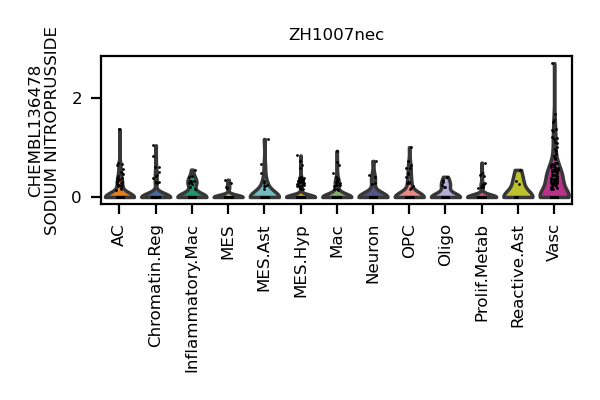 ZH1007nec
CHEMBL136478
SODIUM NITROPRUSSIDE
2
0
AC
Chromatin.Reg
Inflammatory.Mac
MES
MES.Ast
MES.Hyp
Mac
Neuron
OPC
Oligo
Prolif.Metab
Reactive.Ast
Vasc